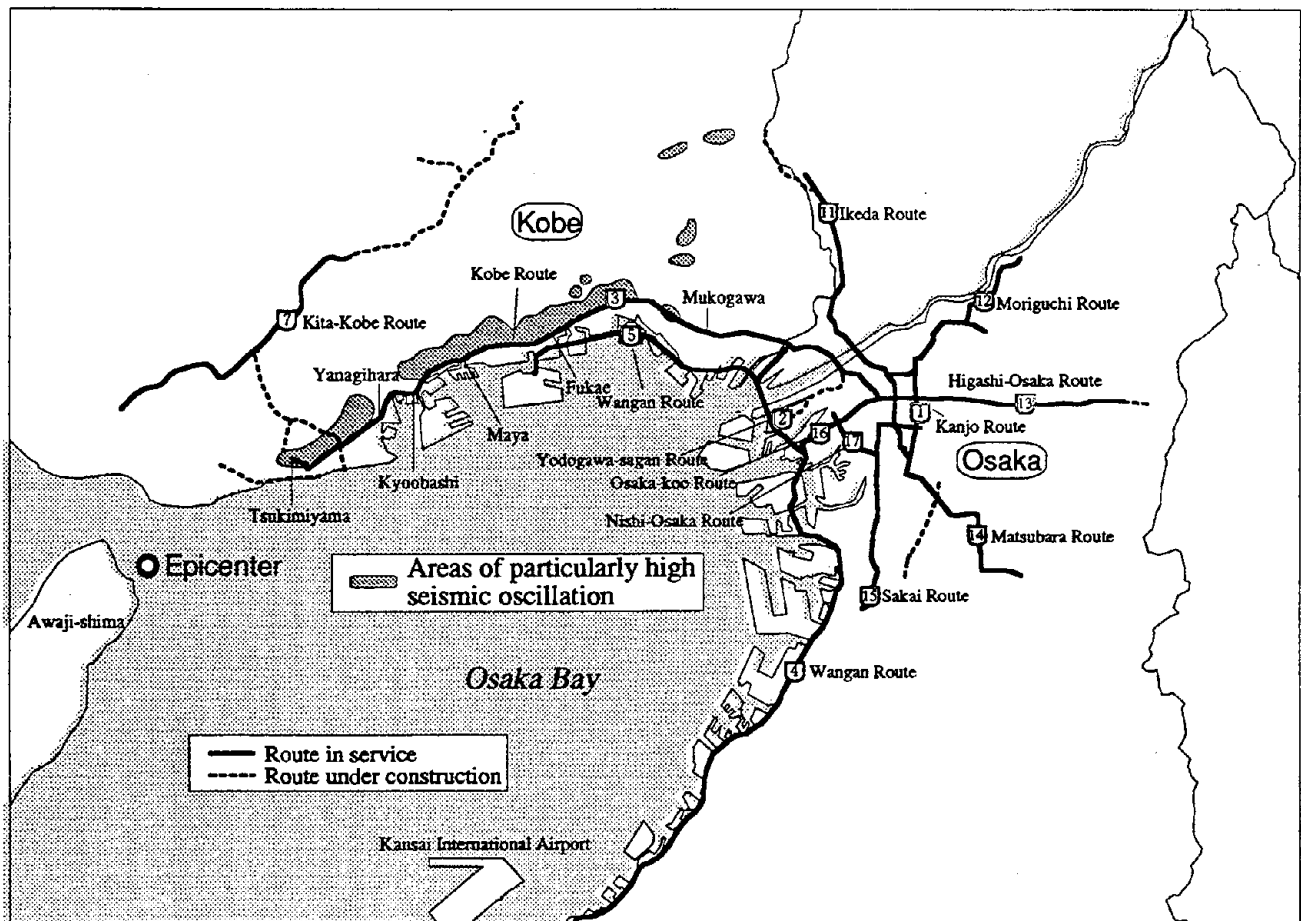 11 Ikeda Route
Kobe
Kobe Route
3
Mukogawa
12 Moriguchi Route
7 Kita-Kobe Route
5
Yanagihara
Fukae
Wangan Route
Higashi-Osaka Route
13
1
Kanjo Route
Maya
2
16
17
Osaka
Yodogawa-sagan Route
Kyoobashi
Osaka-koo Route
Tsukimiyama
Nishi-Osaka Route
14 Matsubara Route
Epicenter
Areas of particularly high
seismic oscillation
15 Sakai Route
Awaji-shima
Osaka Bay
4 Wangan Route
Route in service
Route under construction
Kansai International Airport